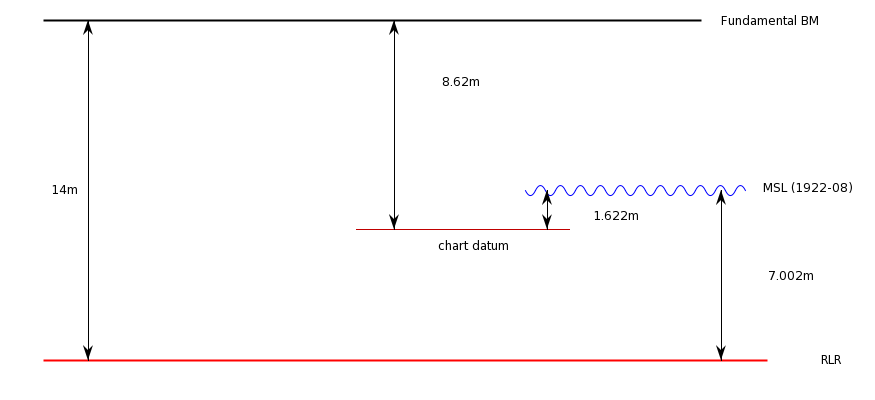 Fundamental BM
8.62m
14m
MSL (1922-08)
1.622m
chart datum
7.002m
RLR